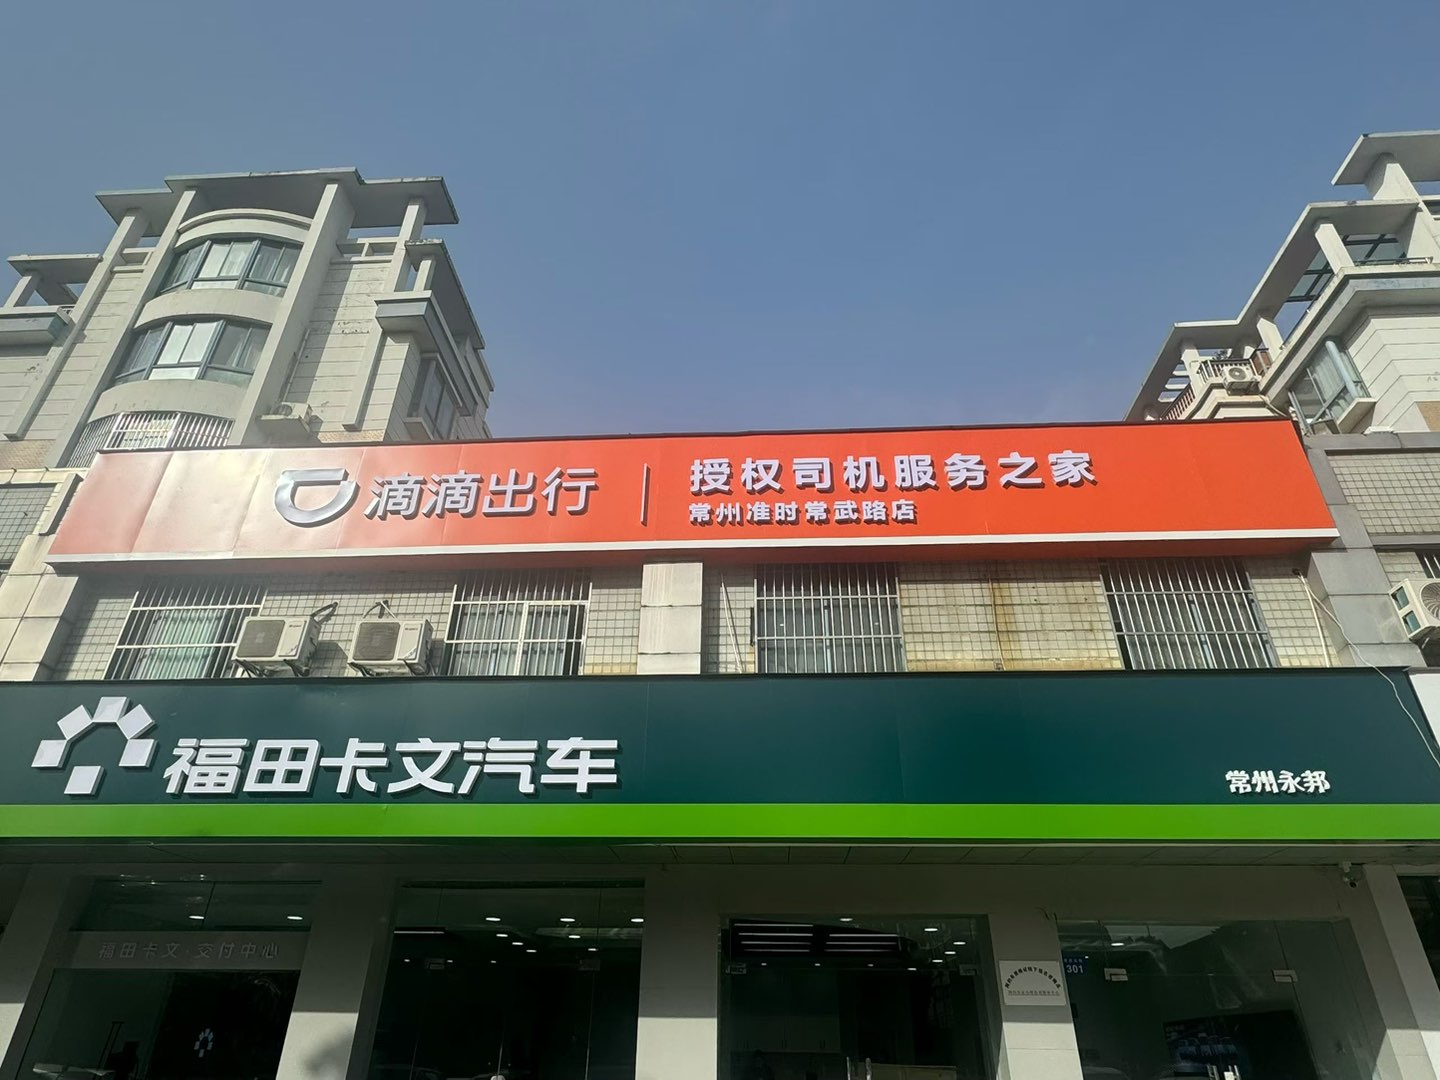 滴滴出行
授权司机服务之家
常州准时常武路店
福田卡文汽车
常州永邦
福田卡文·交付中心
301